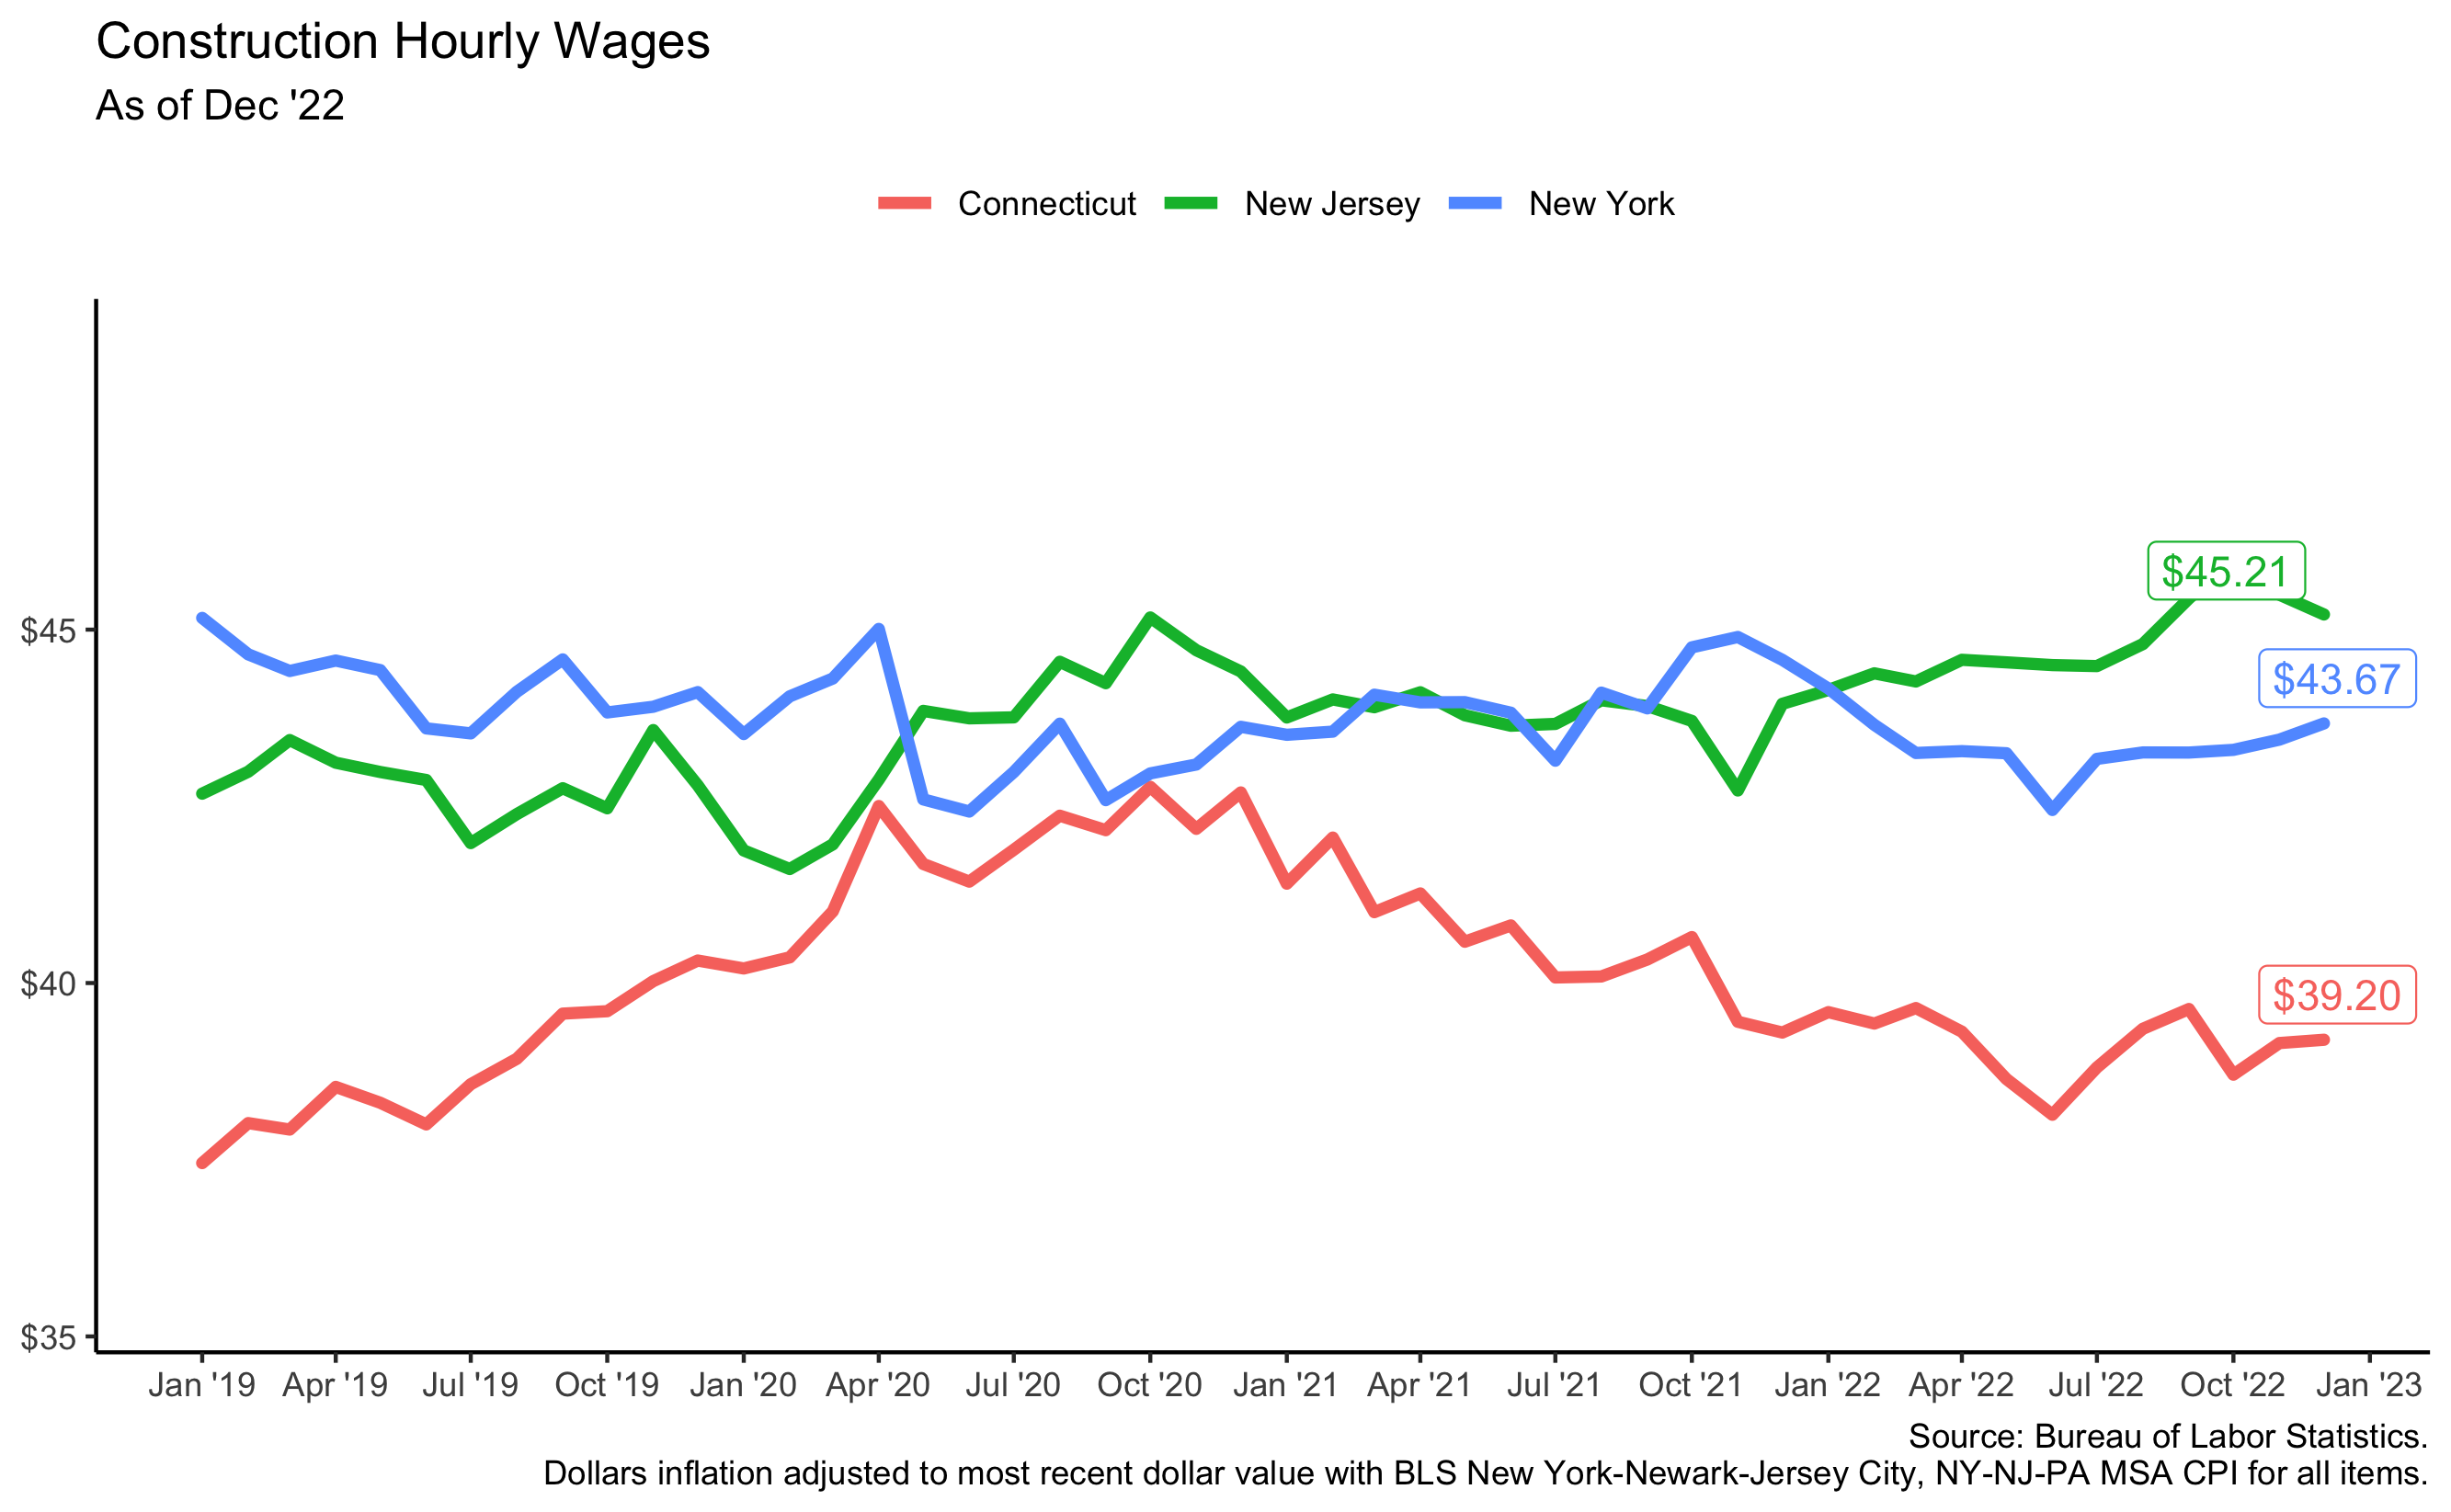 Construction Hourly Wages
As of Dec '22
Connecticut New Jersey New York
$45.21
$45
$43.67
$40
$39.20
$35
Jan '19 Apr '19 Jul '19 Oct '19 Jan '20 Apr '20 Jul '20 Oct '20 Jan '21 Apr '21 Jul '21 Oct '21 Jan '22 Apr '22 Jul '22 Oct '22 Jan '23
Source: Bureau of Labor Statistics.
Dollars inflation adjusted to most recent dollar value with BLS New York-Newark-Jersey City, NY-NJ-PA MSA CPI for all items.